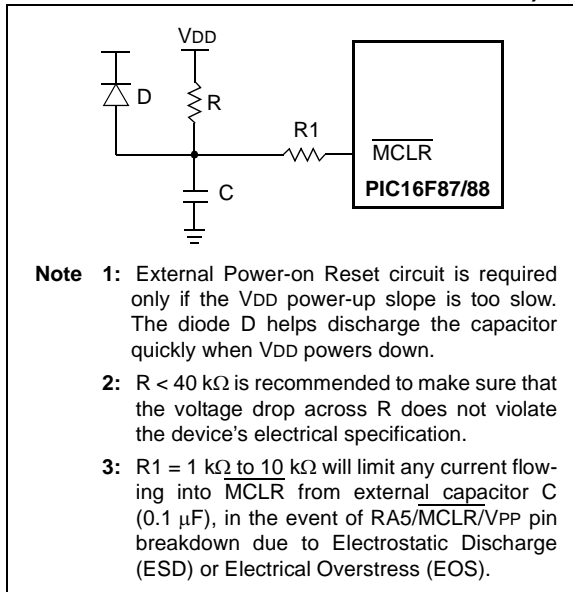 VDD
D
R
R1
C
MCLR
PIC16F87/88
Note 1: External Power-on Reset circuit is required
only if the VDD power-up slope is too slow.
The diode D helps discharge the capacitor
quickly when VDD powers down.
2: R < 40 kΩ is recommended to make sure that
the voltage drop across R does not violate
the device's electrical specification.
3: R1 = 1 kΩ to 10 kΩ will limit any current flow-
ing into MCLR from external capacitor C
(0.1 μF), in the event of RA5/MCLR/VPP pin
breakdown due to Electrostatic Discharge
(ESD) or Electrical Overstress (EOS).